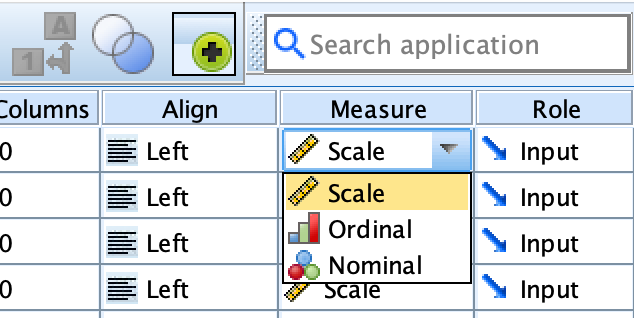 A
1
Search application
Columns Align Measure Role
0 Left Scale Input
0 Left Scale Input
Ordinal
0 Left Input
Nominal
0 Left Scale Input